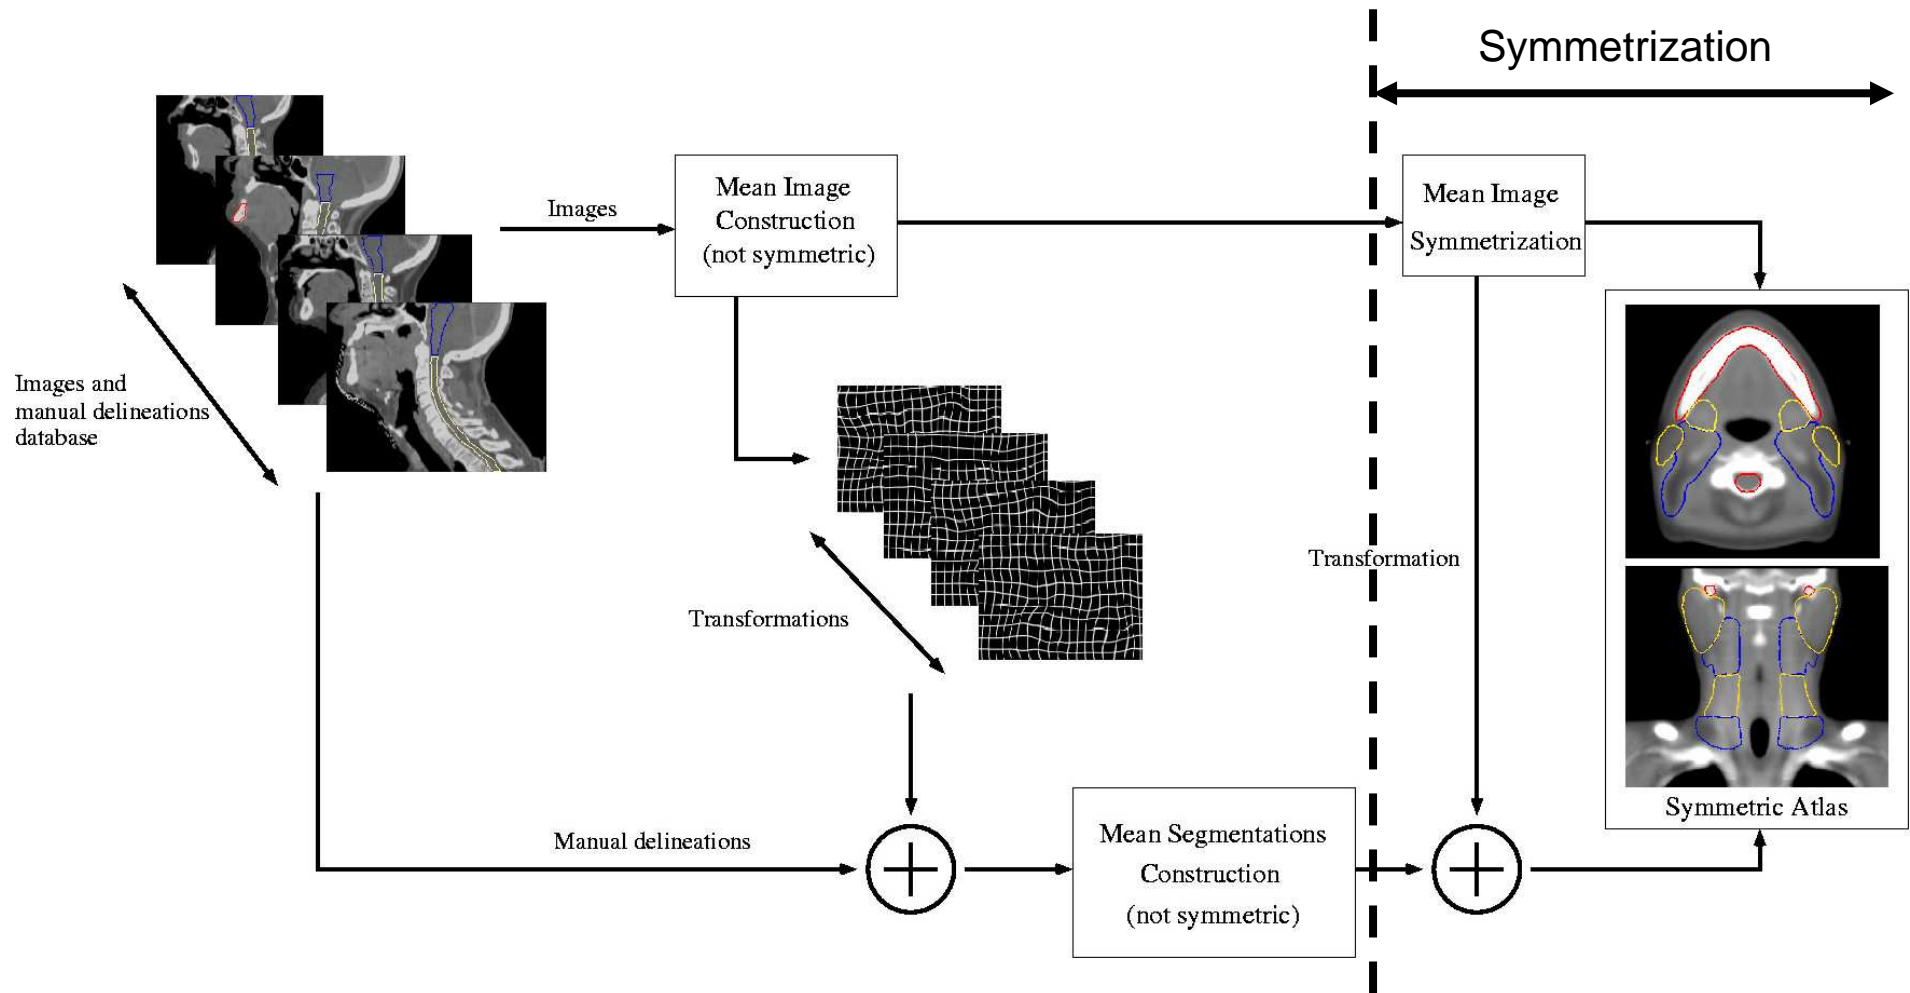 Symmetrization
Images
Mean Image
Construction
(not symmetric)
Mean Image
Symmetrization
Images and
manual delineations
database
Transformations
Transformation
Manual delineations
Mean Segmentations
Construction
(not symmetric)
Symmetric Atlas